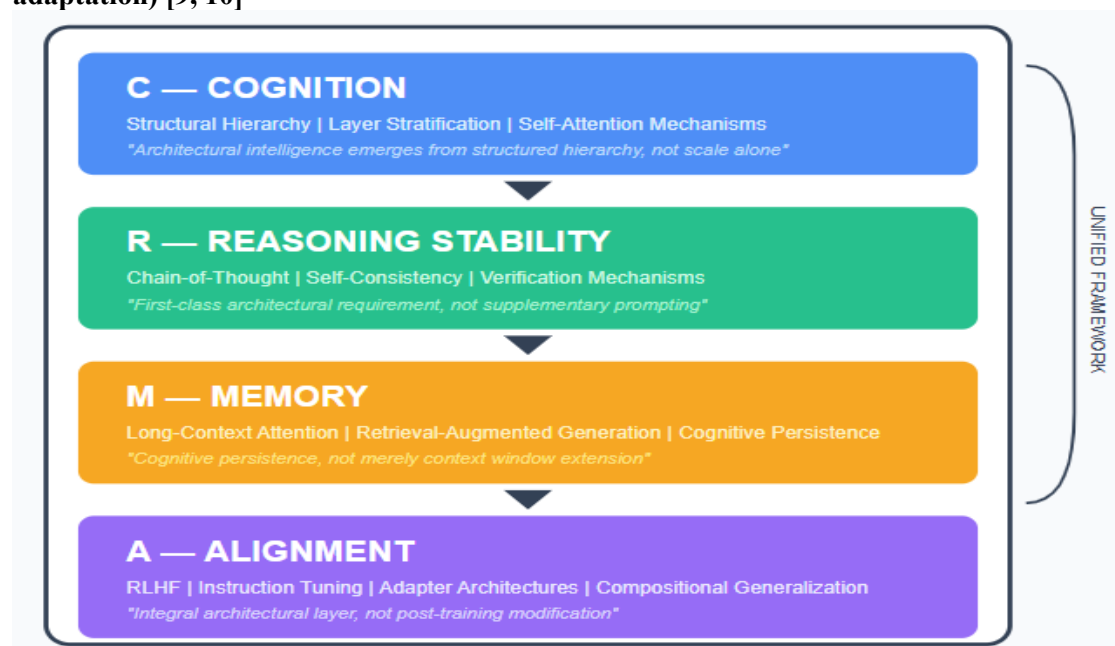 adaptation) [9, 10]
C — COGNITION
Structural Hierarchy | Layer Stratification | Self-Attention Mechanisms
"Architectural intelligence emerges from structured hierarchy, not scale alone"
R — REASONING STABILITY
Chain-of-Thought | Self-Consistency | Verification Mechanisms
"First-class architectural requirement, not supplementary prompting"
M — MEMORY
Long-Context Attention | Retrieval-Augmented Generation | Cognitive Persistence
"Cognitive persistence, not merely context window extension"
A — ALIGNMENT
RLHF | Instruction Tuning | Adapter Architectures | Compositional Generalization
"Integral architectural layer, not post-training modification"
UNIFIED FRAMEWORK